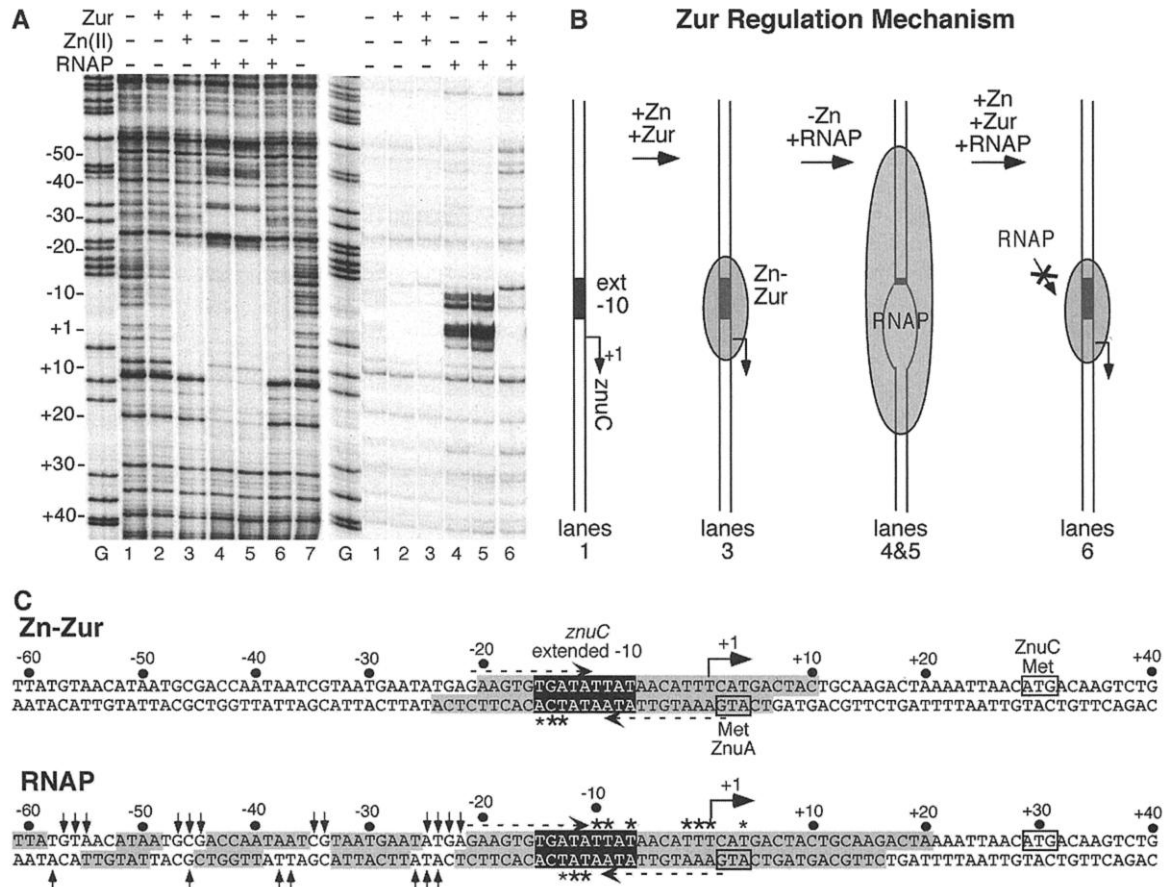 A
Zur - + + - + + - - + + - + +
Zn(II) - - + - - + - - - + - - +
RNAP - - - + + + - - - - + + +
-50
-40
-30
-20
-10
+1
+10
+20
+30
+40
G 1 2 3 4 5 6 7 G 1 2 3 4 5 6
B Zur Regulation Mechanism
+Zn
+Zur
-Zn
+RNAP
+Zn
+Zur
+RNAP
ext
-10
+1
znuC
Zn-
Zur
RNAP
RNAP
lanes
1
lanes
3
lanes
4&5
lanes
6
C
Zn-Zur
znuC
extended -10
-60 -50 -40 -30 -20 +1 +10 +20 ZnuC Met +40
TTATGTAACATAATGCGACCAATAATCGTAATGAATATGAGAAGTGTGATATTATAACATTTCATGACTACTGCAAGACTAAAATTAACATGACAAGTCTG
AATACATTGTATTACGCTGGTTATTAGCATTACTTATACTCTTCACACTATAATATTGTAAAGTACTGATGACGTTCTGATTTTAATTGTACTGTTCAGAC
****
Met
ZnuA
RNAP
-60 -50 -40 -30 -20 -10 +1 +10 +20 +30 +40
** * *** *
TTATGTAACATAATGCGACCAATAATCGTAATGAATATGAGAAGTGTGATATTATAACATTTCATGACTACTGCAAGACTAAAATTAACATGACAAGTCTG
AATACATTGTATTACGCTGGTTATTAGCATTACTTATACTCTTCACACTATAATATTGTAAAGTACTGATGACGTTCTGATTTTAATTGTACTGTTCAGAC
****